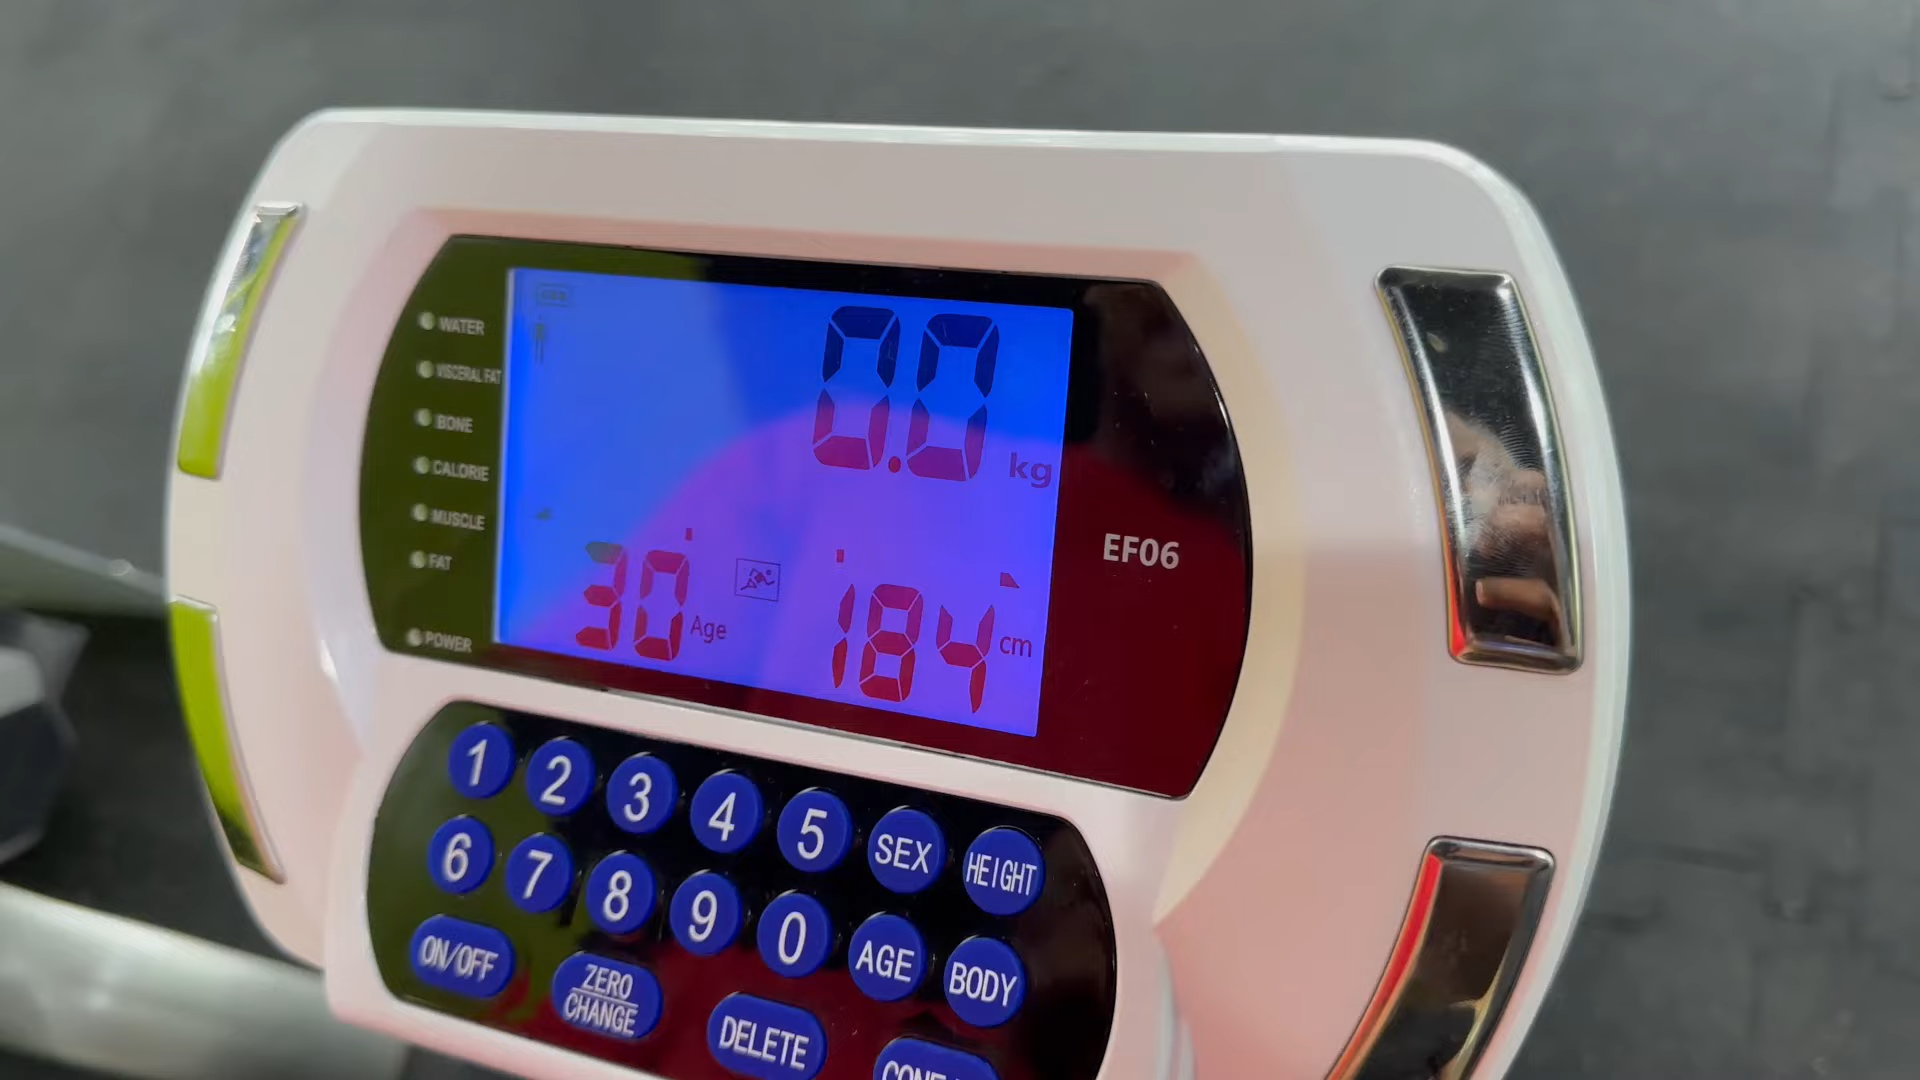 WATER
VISCERAL FAT
BONE
CALORIE
MUSCLE
FAT
POWER
0.0 kg
30 Age
184 cm
EF06
1 2 3 4 5 SEX HEIGHT
6 7 8 9 0 AGE BODY
ON/OFF
ZERO
CHANGE
DELETE